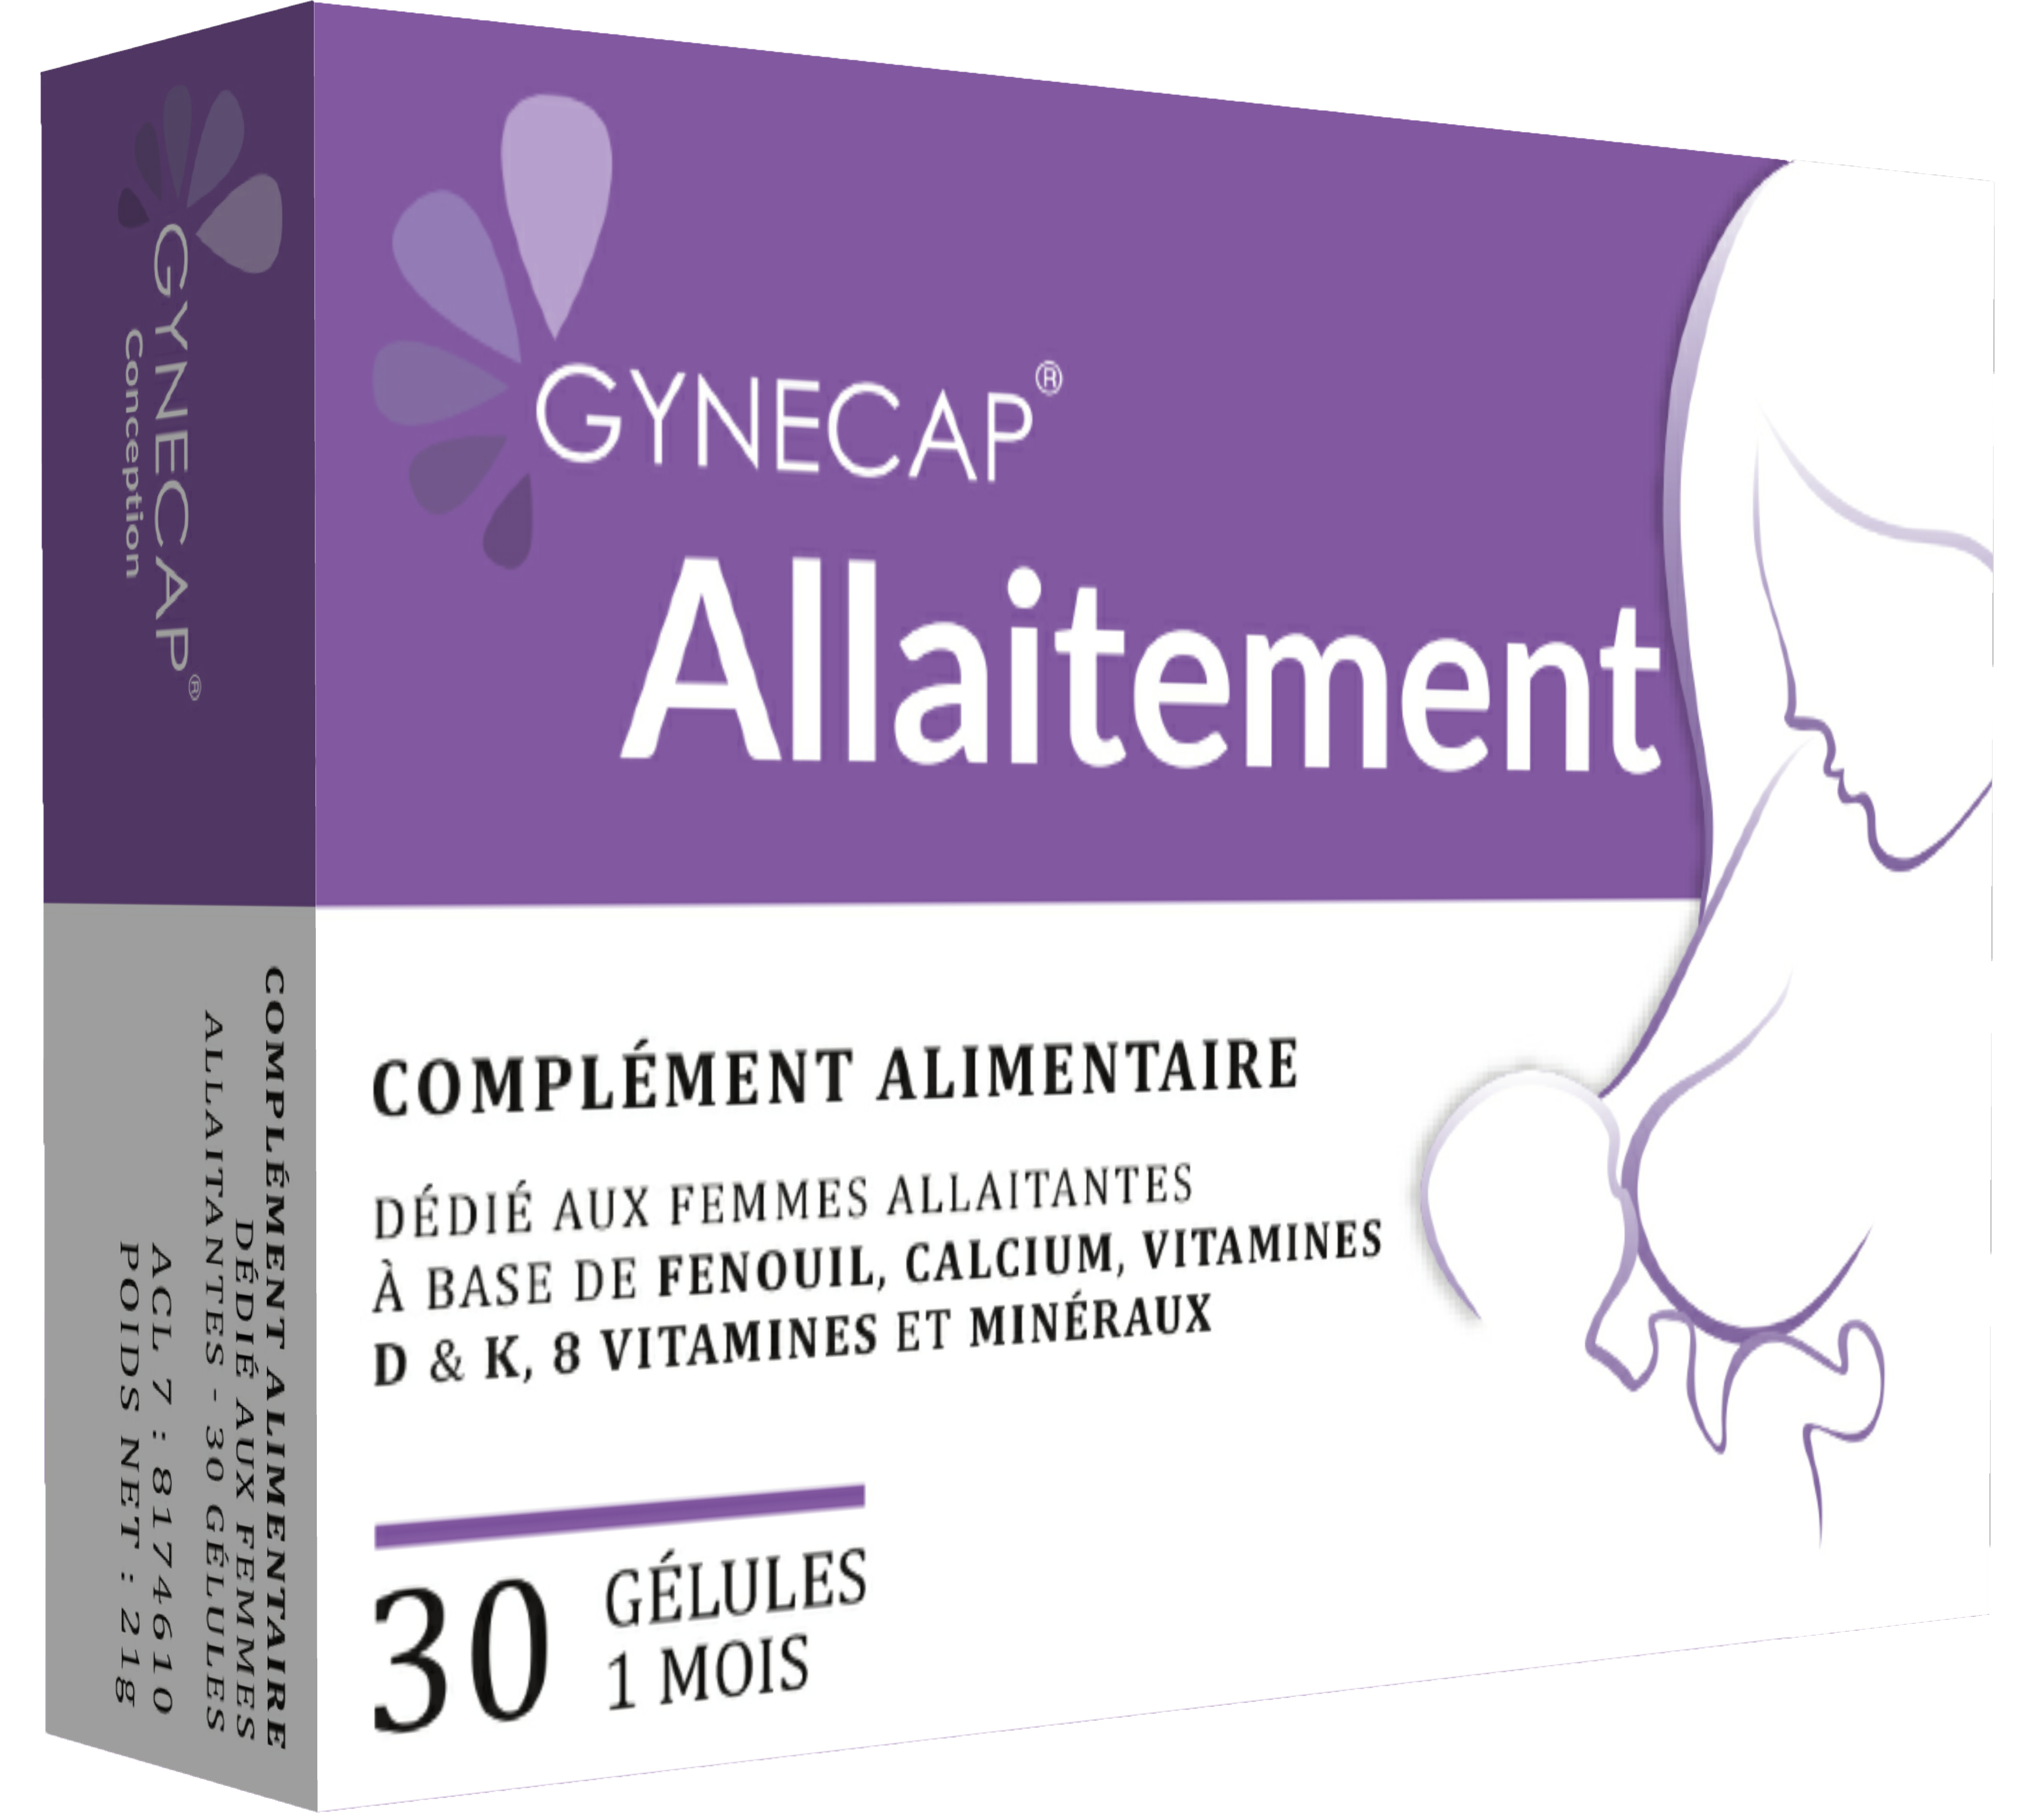 GYNECAP®
Allaitement
COMPLÉMENT ALIMENTAIRE
DÉDIÉ AUX FEMMES ALLAITANTES
À BASE DE FENOUIL, CALCIUM, VITAMINES
D & K, 8 VITAMINES ET MINÉRAUX
30
GÉLULES
1 MOIS
GYNECAP®
Conception
COMPLÉMENT ALIMENTAIRE
DÉDIÉ AUX FEMMES
ALLAITANTES - 30 GÉLULES
ACL 7 : 8174610
POIDS NET : 21g